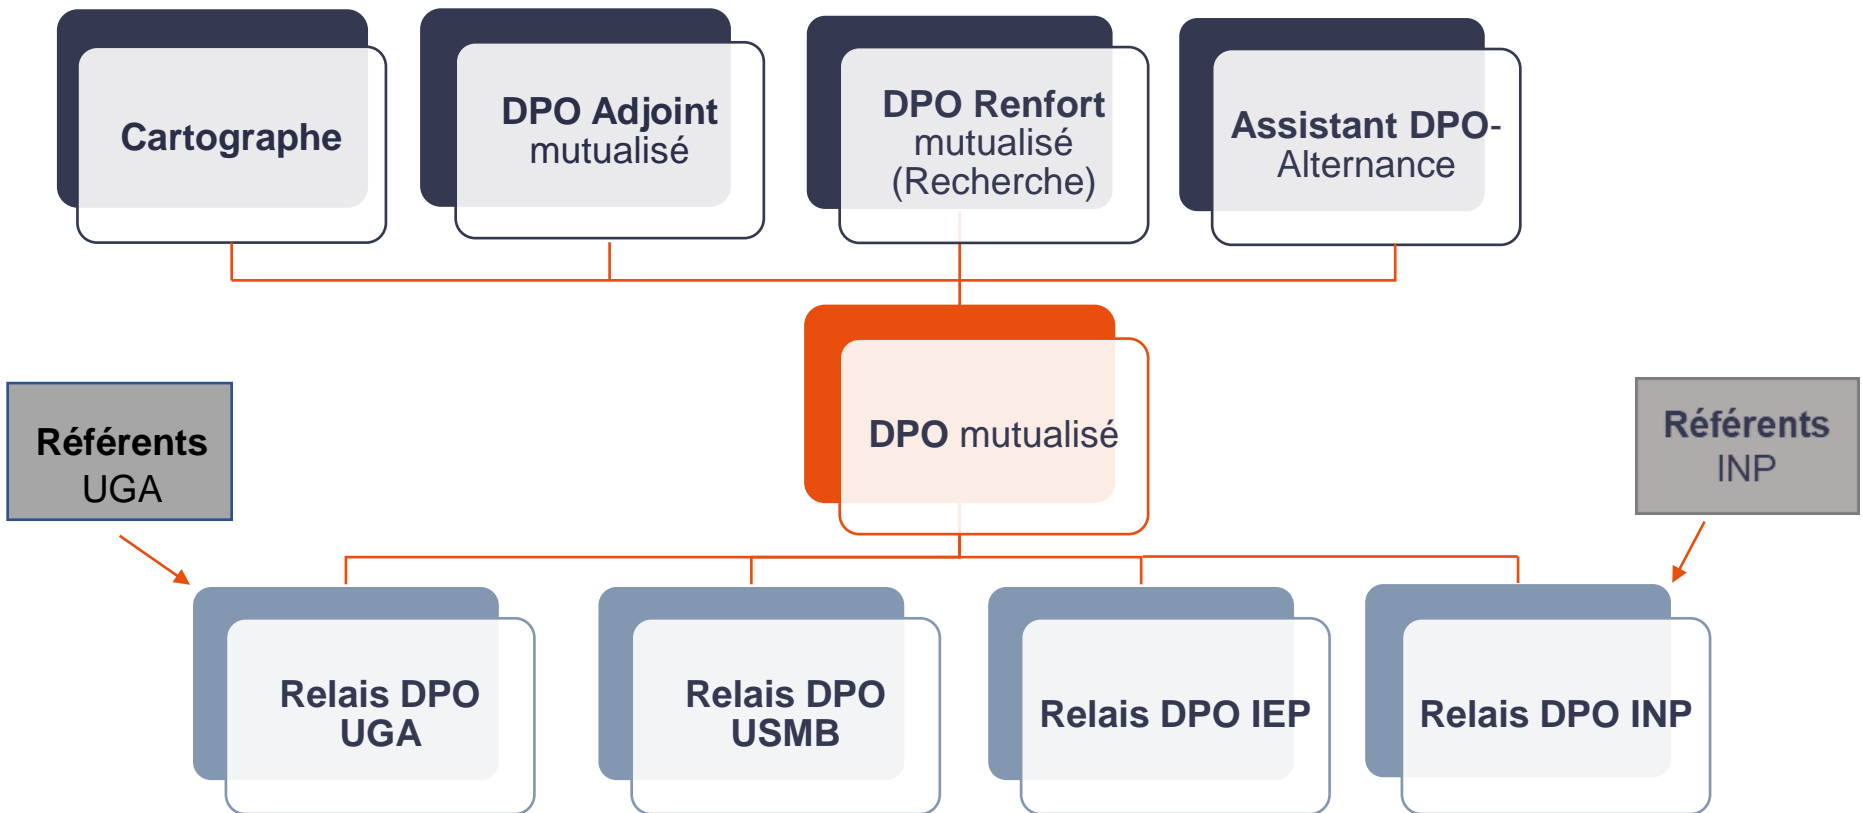 Cartographe
DPO Adjoint
mutualisé
DPO Renfort
mutualisé
(Recherche)
Assistant DPO-
Alternance
DPO mutualisé
Référents
UGA
Référents
INP
Relais DPO
UGA
Relais DPO
USMB
Relais DPO IEP
Relais DPO INP